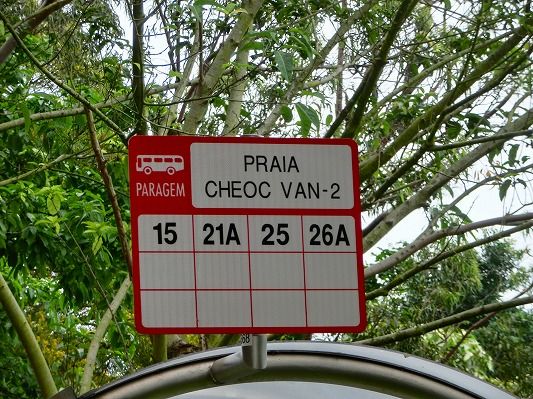 PARAGEM
PRAIA
CHEOC VAN-2
15 21A 25 26A